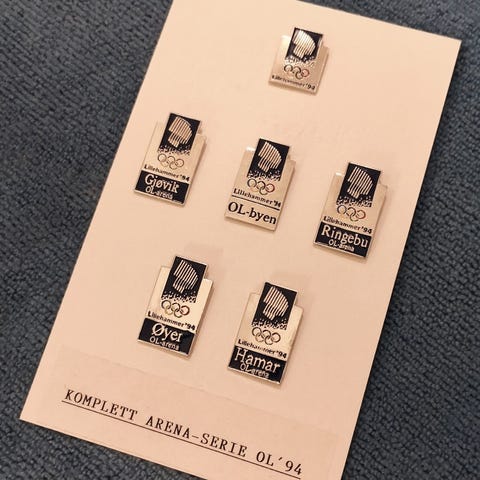 Lillehammer '94
Lillehammer '94
Gjøvik
OL-arena
Lillehammer '94
OL-byen
Lillehammer '94
Ringebu
OL-arena
Lillehammer '94
Øyer
OL-arena
Lillehammer '94
Hamar
OL-arena
KOMPLETT ARENA-SERIE OL´94